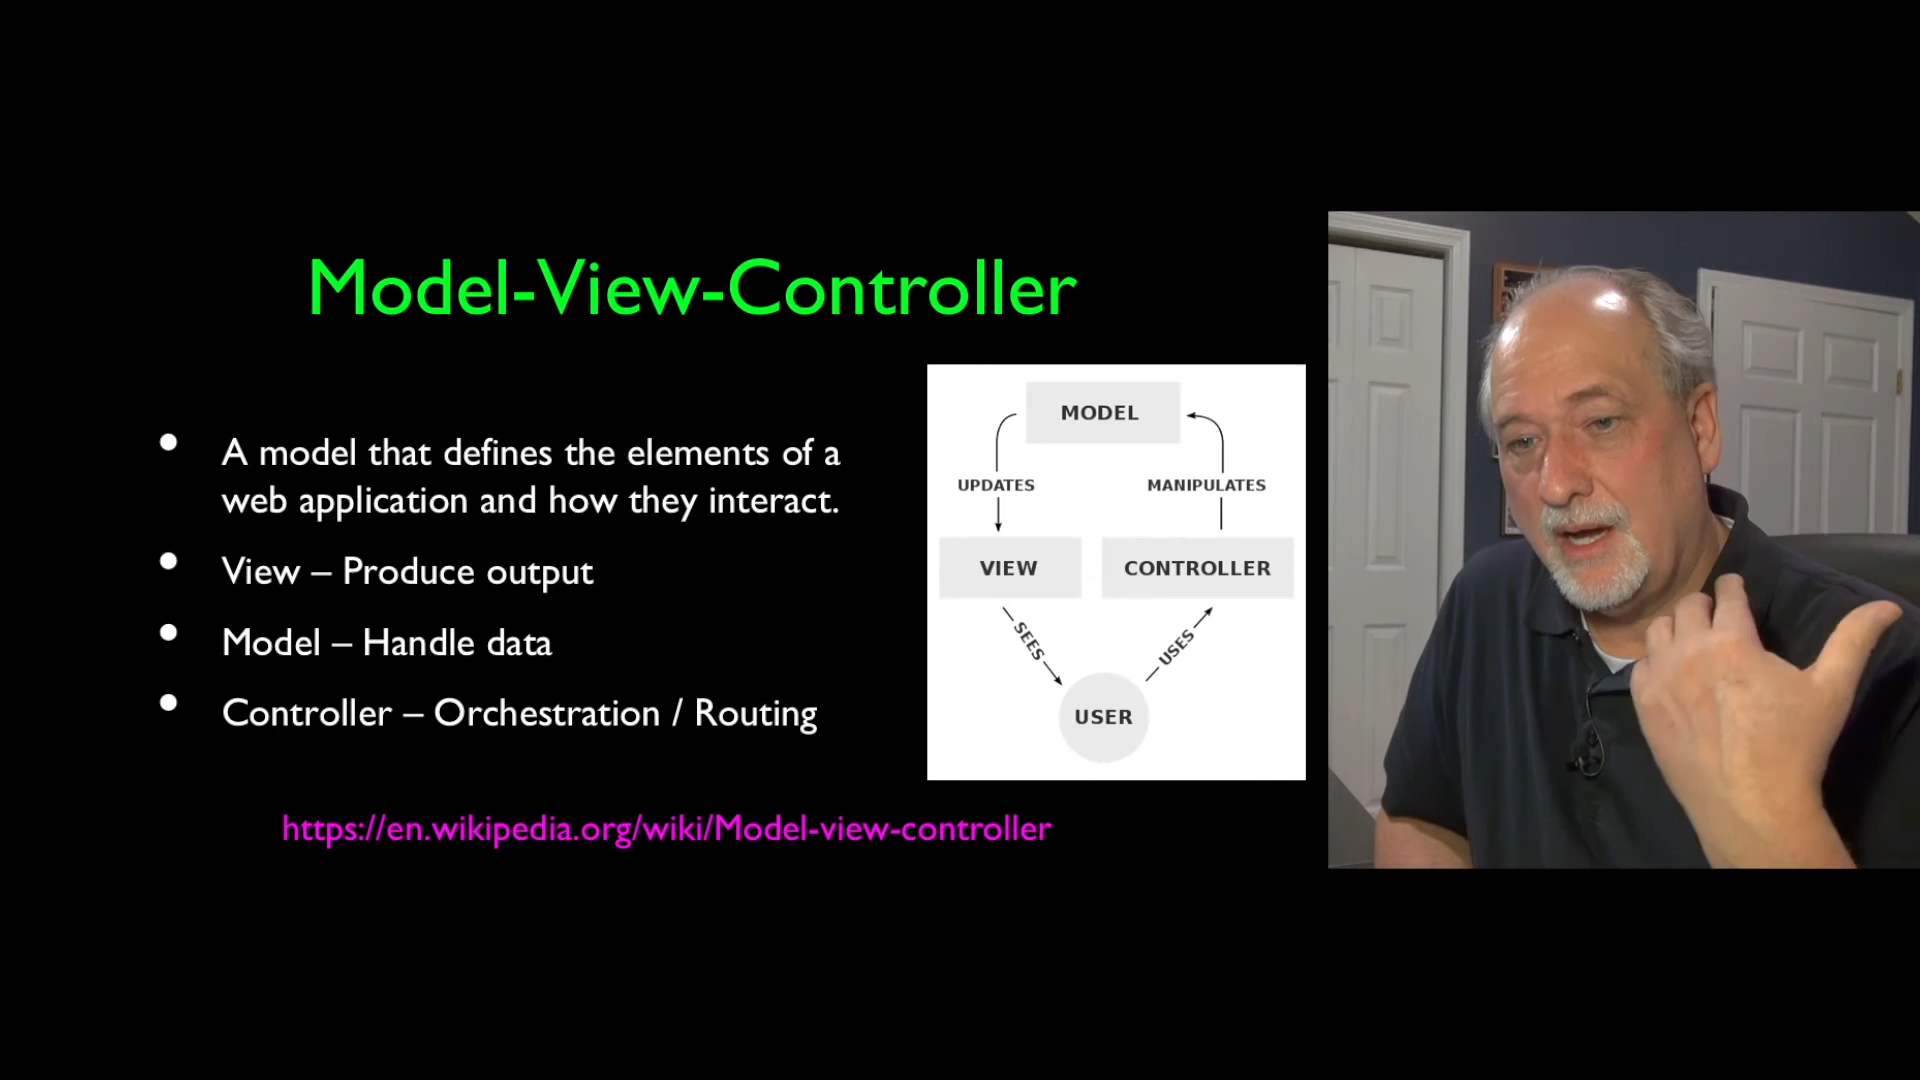 Model-View-Controller
• A model that defines the elements of a
web application and how they interact.
• View – Produce output
• Model – Handle data
• Controller – Orchestration / Routing
MODEL
UPDATES
MANIPULATES
VIEW
CONTROLLER
SEES
USES
USER
https://en.wikipedia.org/wiki/Model-view-controller